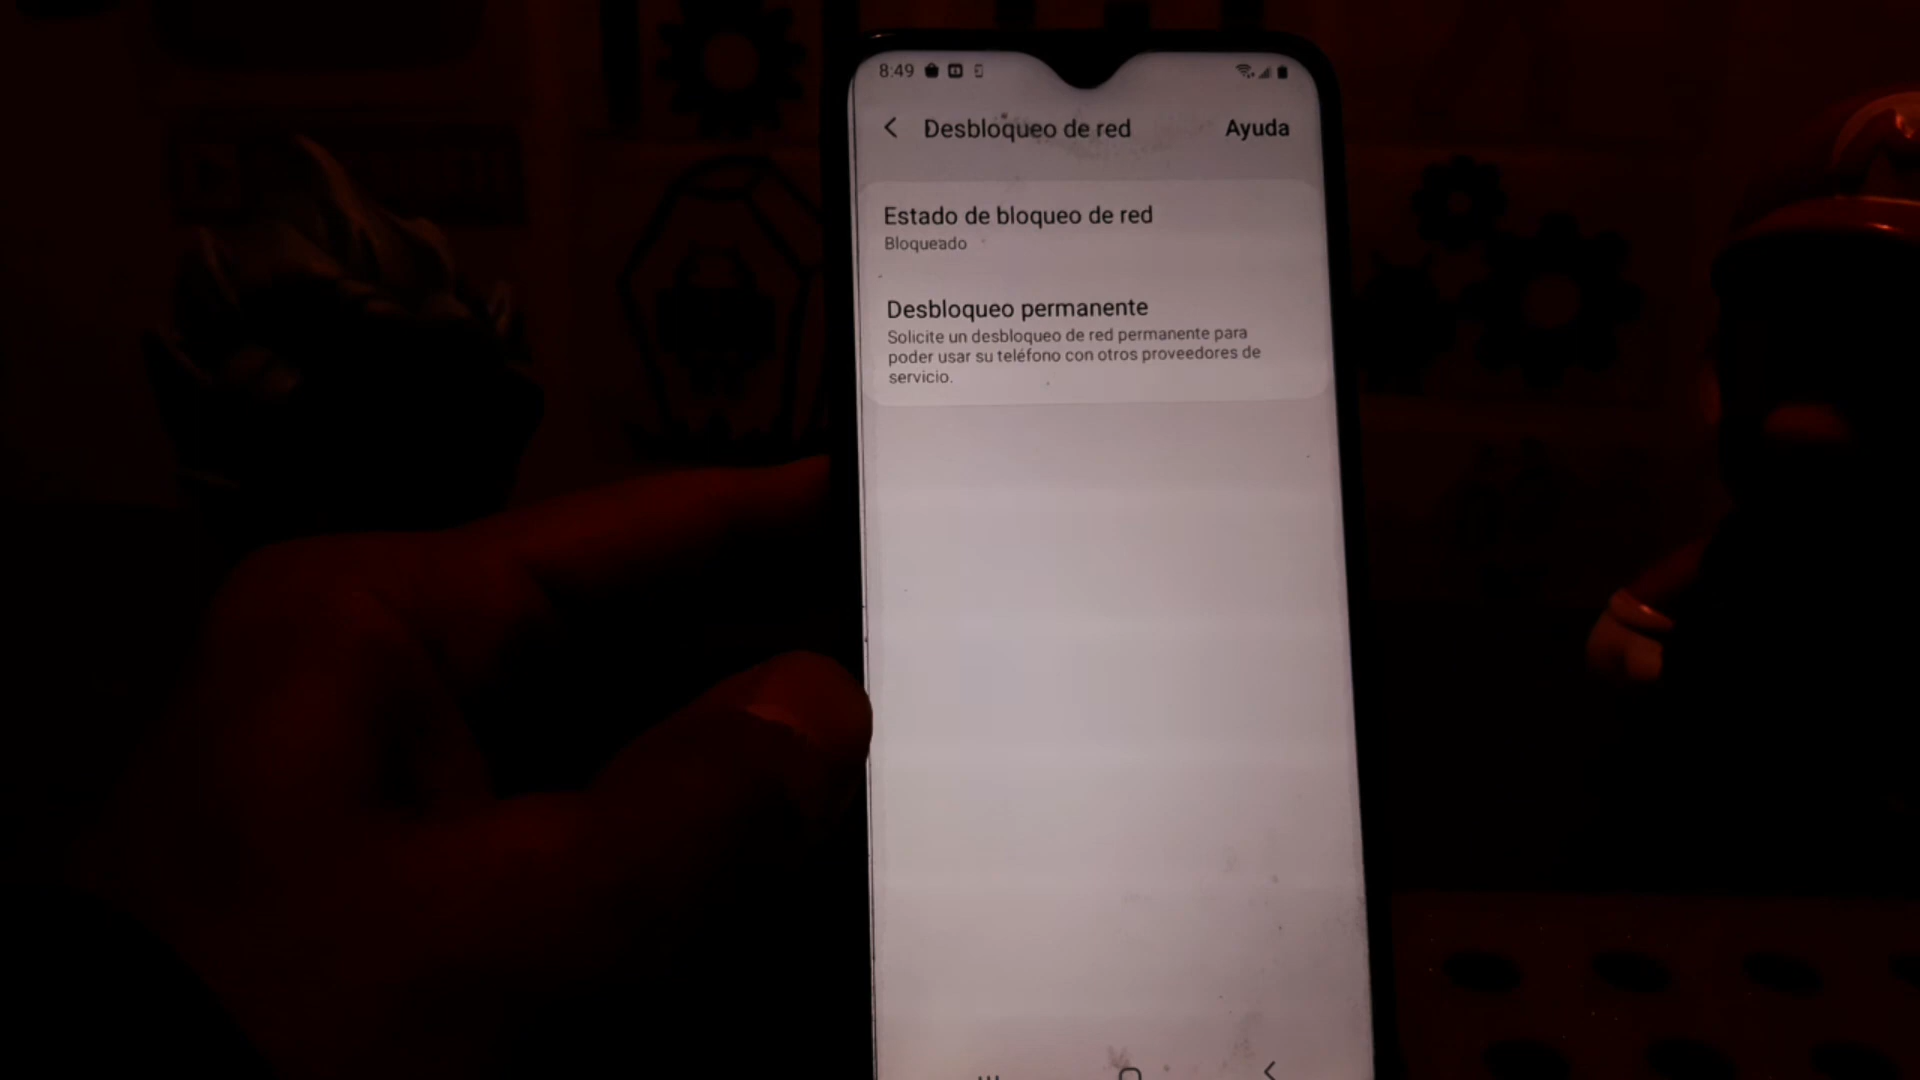 8:49
Desbloqueo de red
Ayuda
Estado de bloqueo de red
Bloqueado
Desbloqueo permanente
Solicite un desbloqueo de red permanente para
poder usar su teléfono con otros proveedores de
servicio.